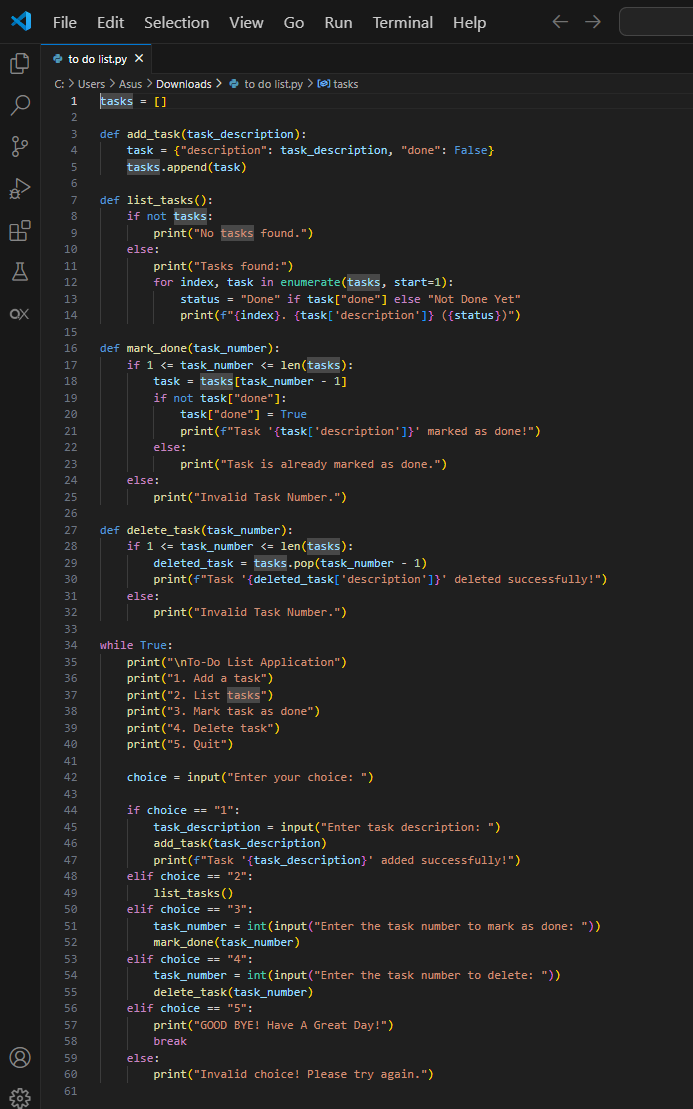 File Edit Selection View Go Run Terminal Help
to do list.py
C: > Users > Asus > Downloads > to do list.py > tasks
1 tasks = []
2
3 def add_task(task_description):
4     task = {"description": task_description, "done": False}
5     tasks.append(task)
6
7 def list_tasks():
8     if not tasks:
9         print("No tasks found.")
10     else:
11         print("Tasks found:")
12         for index, task in enumerate(tasks, start=1):
13             status = "Done" if task["done"] else "Not Done Yet"
14             print(f"{index}. {task['description']} ({status})")
15
16 def mark_done(task_number):
17     if 1 <= task_number <= len(tasks):
18         task = tasks[task_number - 1]
19         if not task["done"]:
20             task["done"] = True
21             print(f"Task '{task['description']}' marked as done!")
22         else:
23             print("Task is already marked as done.")
24     else:
25         print("Invalid Task Number.")
26
27 def delete_task(task_number):
28     if 1 <= task_number <= len(tasks):
29         deleted_task = tasks.pop(task_number - 1)
30         print(f"Task '{deleted_task['description']}' deleted successfully!")
31     else:
32         print("Invalid Task Number.")
33
34 while True:
35     print("\nTo-Do List Application")
36     print("1. Add a task")
37     print("2. List tasks")
38     print("3. Mark task as done")
39     print("4. Delete task")
40     print("5. Quit")
41
42     choice = input("Enter your choice: ")
43
44     if choice == "1":
45         task_description = input("Enter task description: ")
46         add_task(task_description)
47         print(f"Task '{task_description}' added successfully!")
48     elif choice == "2":
49         list_tasks()
50     elif choice == "3":
51         task_number = int(input("Enter the task number to mark as done: "))
52         mark_done(task_number)
53     elif choice == "4":
54         task_number = int(input("Enter the task number to delete: "))
55         delete_task(task_number)
56     elif choice == "5":
57         print("GOOD BYE! Have A Great Day!")
58         break
59     else:
60         print("Invalid choice! Please try again.")
61